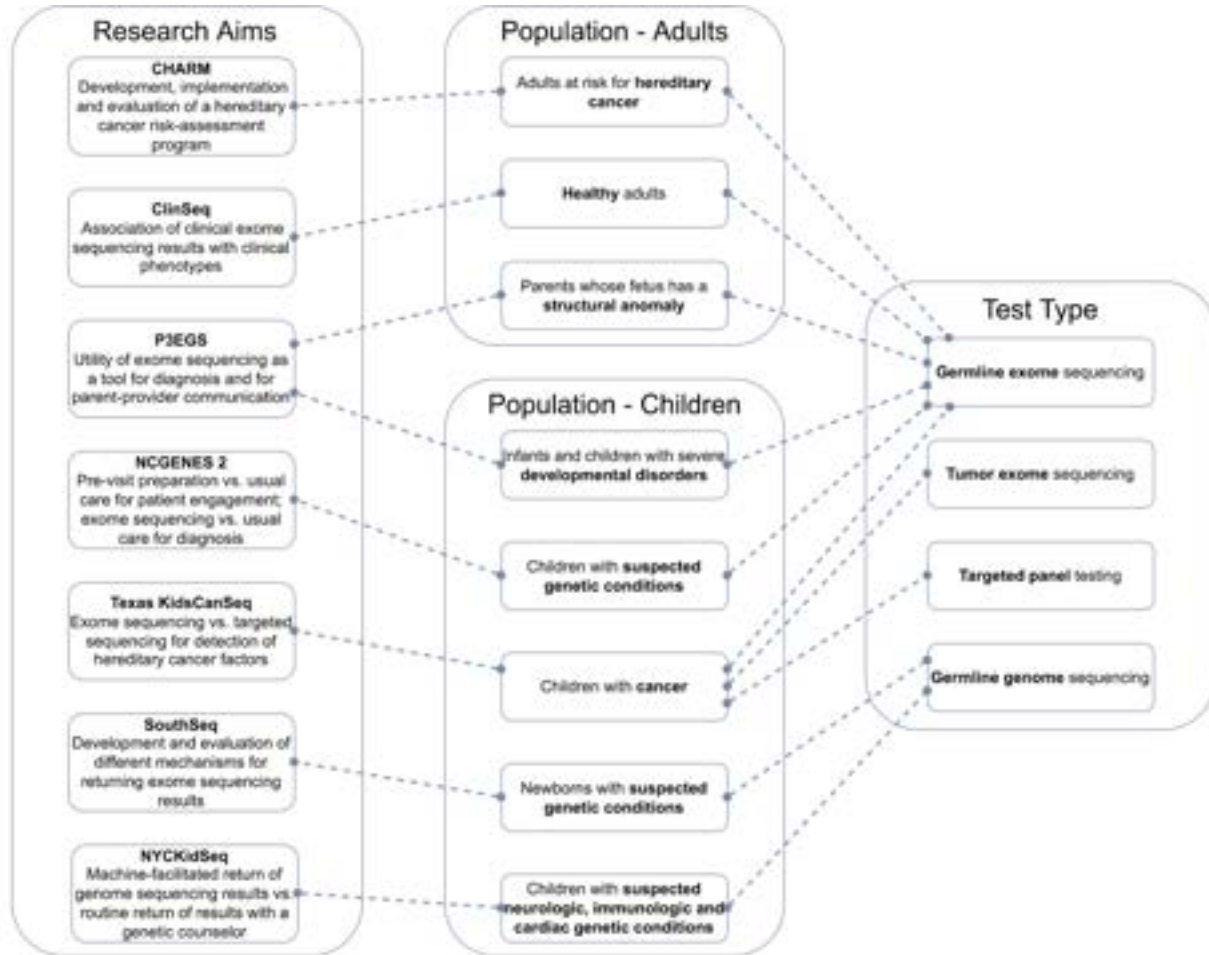 Research Aims
CHARM
Development, implementation
and evaluation of a hereditary
cancer risk-assessment
program
ClinSeq
Association of clinical exome
sequencing results with clinical
phenotypes
P3EGS
Utility of exome sequencing as
a tool for diagnosis and for
parent-provider communication
NCGENES 2
Pre-visit preparation vs. usual
care for patient engagement;
exome sequencing vs. usual
care for diagnosis
Texas KidsCanSeq
Exome sequencing vs. targeted
sequencing for detection of
hereditary cancer factors
SouthSeq
Development and evaluation of
different mechanisms for
returning exome sequencing
results
NYCKidSeq
Machine-facilitated return of
genome sequencing results vs.
routine return of results with a
genetic counselor
Population - Adults
Adults at risk for hereditary
cancer
Healthy adults
Parents whose fetus has a
structural anomaly
Population - Children
Infants and children with severe
developmental disorders
Children with suspected
genetic conditions
Children with cancer
Newborns with suspected
genetic conditions
Children with suspected
neurologic, immunologic and
cardiac genetic conditions
Test Type
Germline exome sequencing
Tumor exome sequencing
Targeted panel testing
Germline genome sequencing